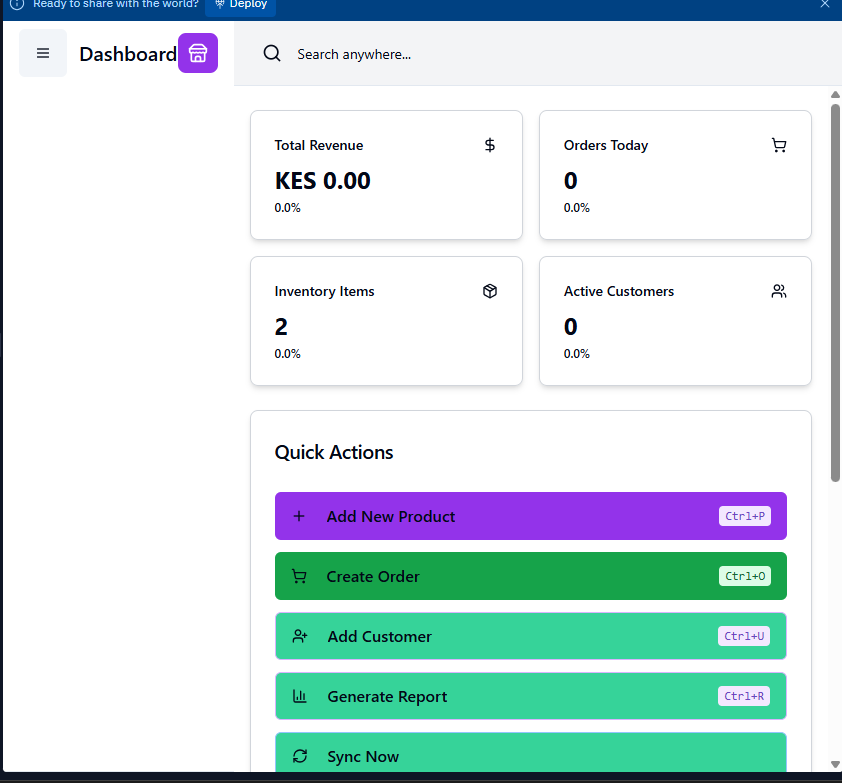 Ready to share with the world? Deploy
Dashboard
Search anywhere...
Total Revenue
KES 0.00
0.0%
Orders Today
0
0.0%
Inventory Items
2
0.0%
Active Customers
0
0.0%
Quick Actions
Add New Product Ctrl+P
Create Order Ctrl+O
Add Customer Ctrl+U
Generate Report Ctrl+R
Sync Now